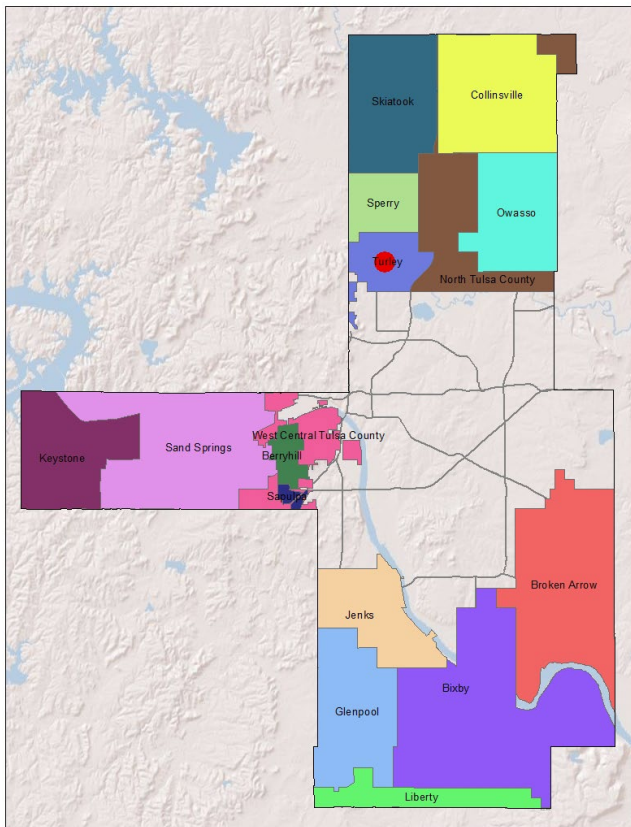 Skiatook
Collinsville
Sperry
Owasso
Turley
North Tulsa County
West Central Tulsa County
Sand Springs
Berryhill
Keystone
Sapulpa
Broken Arrow
Jenks
Bixby
Glenpool
Liberty